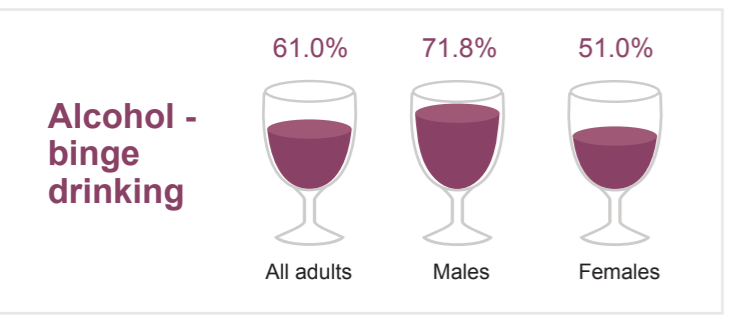 61.0% 71.8% 51.0%
Alcohol -
binge
drinking
All adults Males Females